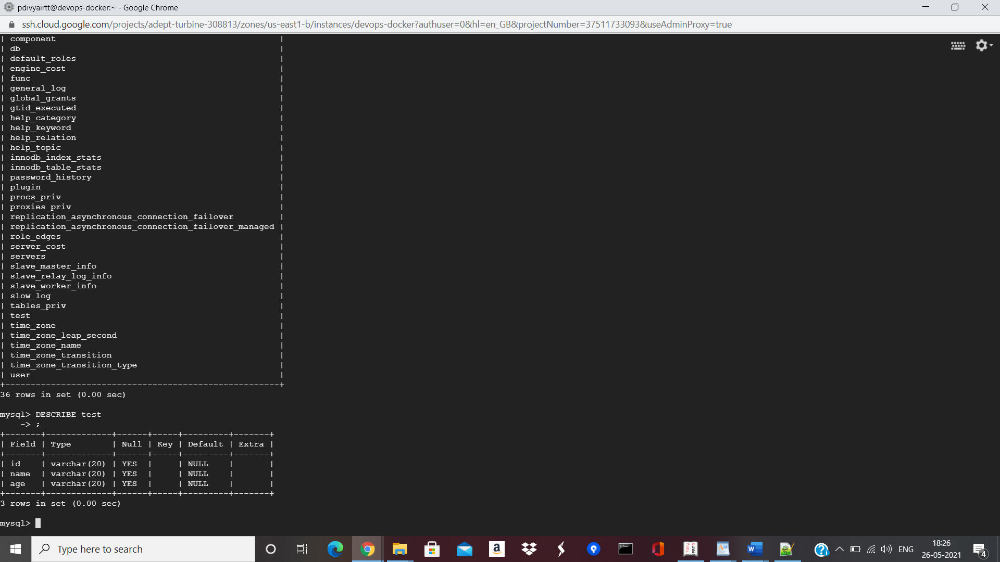 pdivyairtt@devops-docker:~ - Google Chrome
ssh.cloud.google.com/projects/adept-turbine-308813/zones/us-east1-b/instances/devops-docker?authuser=0&hl=en_GB&projectNumber=37511733093&useAdminProxy=true
| component |
| db |
| default_roles |
| engine_cost |
| func |
| general_log |
| global_grants |
| gtid_executed |
| help_category |
| help_keyword |
| help_relation |
| help_topic |
| innodb_index_stats |
| innodb_table_stats |
| password_history |
| plugin |
| procs_priv |
| proxies_priv |
| replication_asynchronous_connection_failover |
| replication_asynchronous_connection_failover_managed |
| role_edges |
| server_cost |
| servers |
| slave_master_info |
| slave_relay_log_info |
| slave_worker_info |
| slow_log |
| tables_priv |
| test |
| time_zone |
| time_zone_leap_second |
| time_zone_name |
| time_zone_transition |
| time_zone_transition_type |
| user |
+------------------------------------------------------+
36 rows in set (0.00 sec)
mysql> DESCRIBE test
    -> ;
+-------+-------------+------+-----+---------+-------+
| Field | Type        | Null | Key | Default | Extra |
+-------+-------------+------+-----+---------+-------+
| id    | varchar(20) | YES  |     | NULL    |       |
| name  | varchar(20) | YES  |     | NULL    |       |
| age   | varchar(20) | YES  |     | NULL    |       |
+-------+-------------+------+-----+---------+-------+
3 rows in set (0.00 sec)
mysql>
Type here to search
ENG
18:26
26-05-2021
4